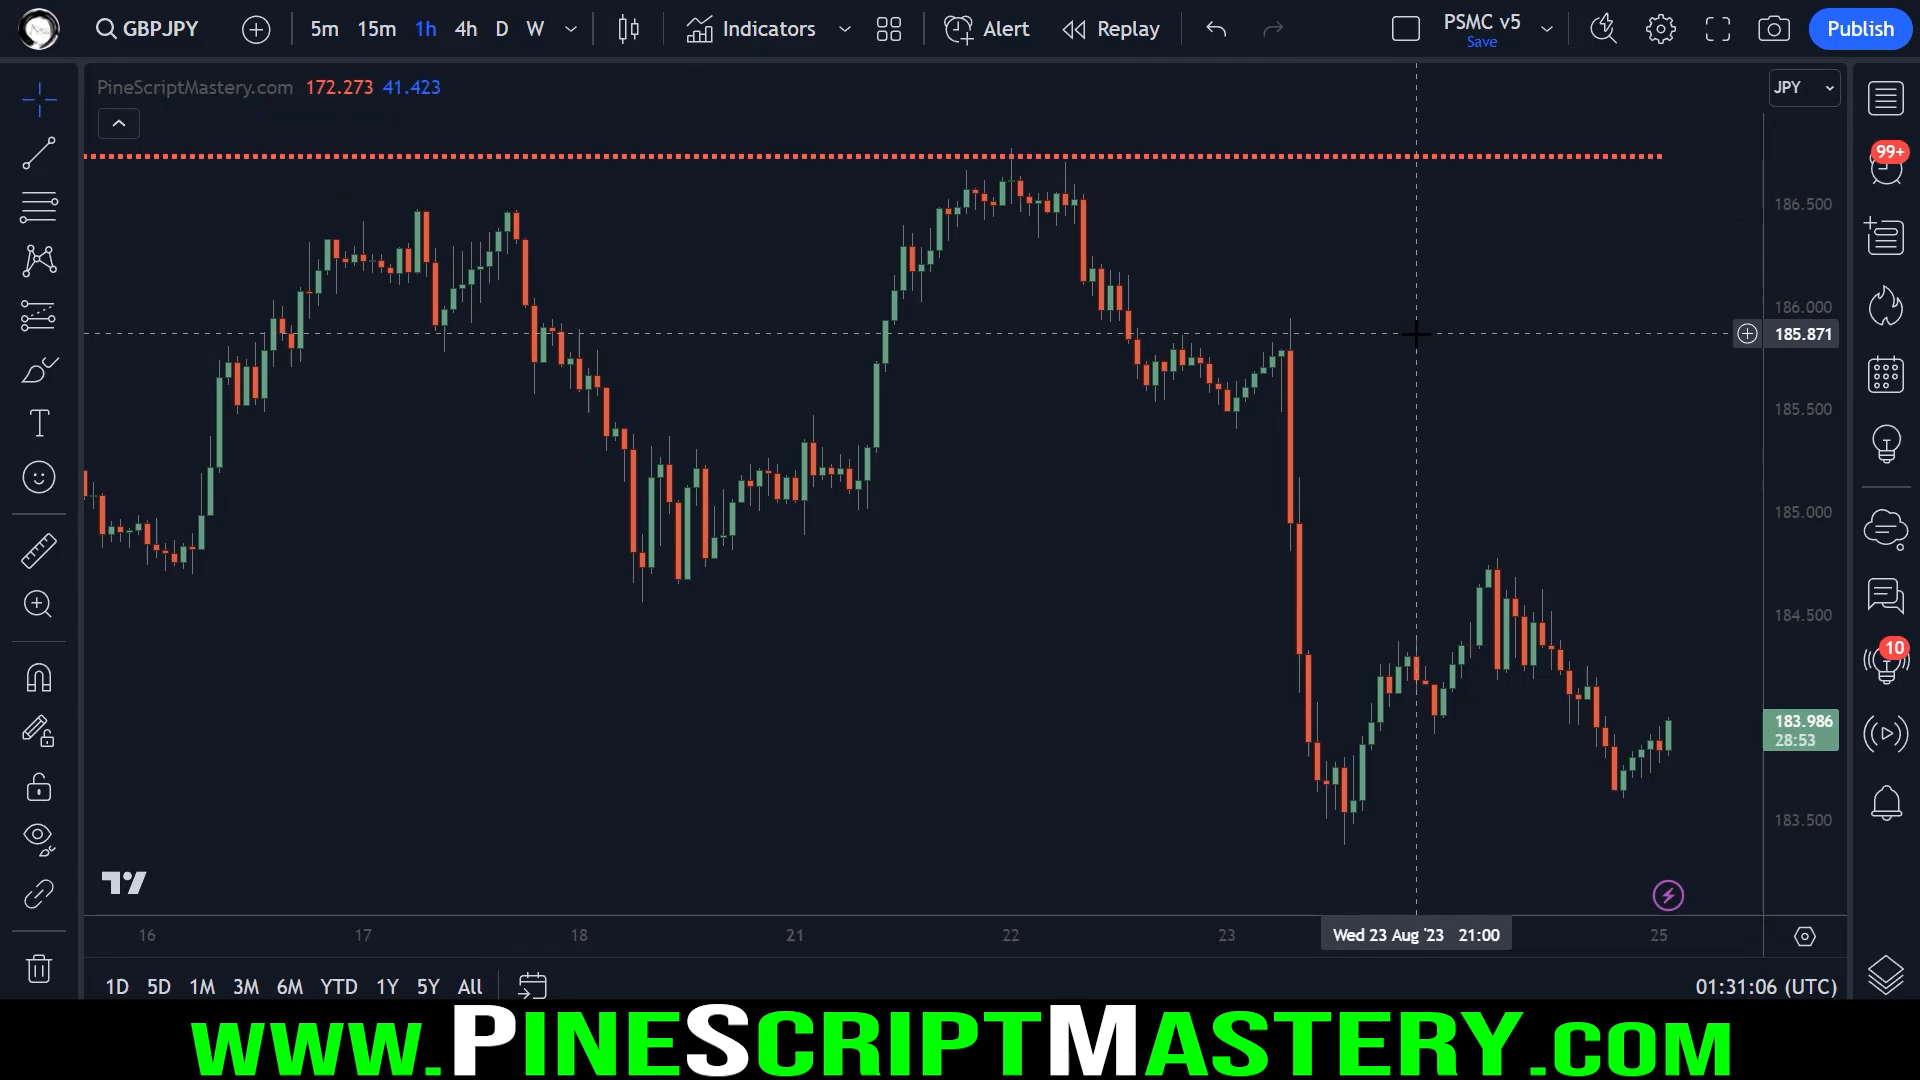 GBPJPY 5m 15m 1h 4h D W Indicators Alert Replay PSMC v5 Publish
Save
PineScriptMastery.com 172.273 41.423
JPY
99+
186.500
186.000
185.871
185.500
185.000
184.500
10
183.986
28:53
183.500
16 17 18 21 22 23 Wed 23 Aug '23 21:00 25
1D 5D 1M 3M 6M YTD 1Y 5Y All 01:31:06 (UTC)
www.PineScriptMastery.com